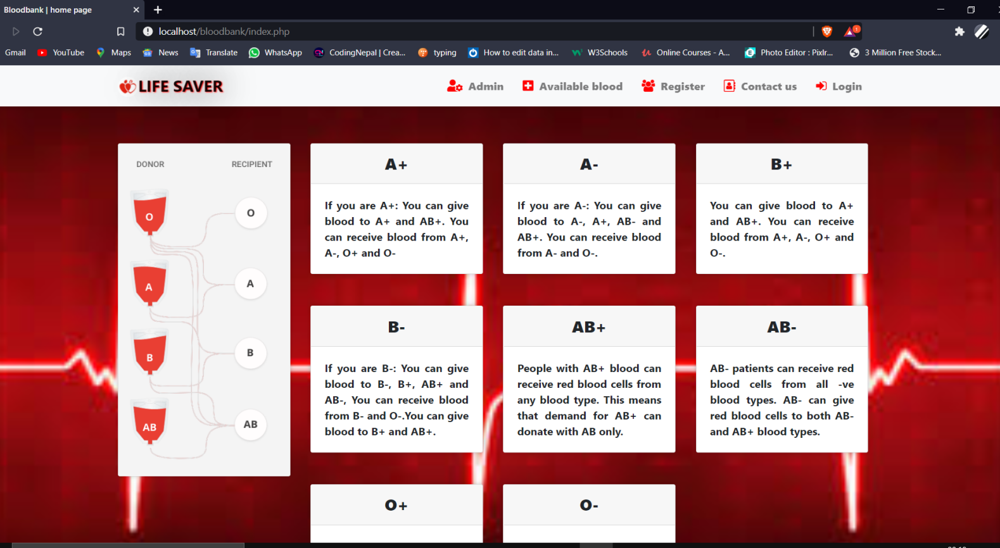 Bloodbank | home page
localhost/bloodbank/index.php
1
Gmail YouTube Maps News Translate WhatsApp CodingNepal | Crea... typing How to edit data in... W3Schools Online Courses - A... Photo Editor : Pixlr... 3 Million Free Stock...
LIFE SAVER Admin Available blood Register Contact us Login
DONOR RECIPIENT
O O
A A
B B
AB AB
A+
If you are A+: You can give
blood to A+ and AB+. You
can receive blood from A+,
A-, O+ and O-
A-
If you are A-: You can give
blood to A-, A+, AB- and
AB+. You can receive blood
from A- and O-.
B+
You can give blood to A+
and AB+. You can receive
blood from A+, A-, O+ and
O-.
B-
If you are B-: You can give
blood to B-, B+, AB+ and
AB-, You can receive blood
from B- and O-.You can give
blood to B+ and AB+.
AB+
People with AB+ blood can
receive red blood cells from
any blood type. This means
that demand for AB+ can
donate with AB only.
AB-
AB- patients can receive red
blood cells from all -ve
blood types. AB- can give
red blood cells to both AB-
and AB+ blood types.
O+
O-